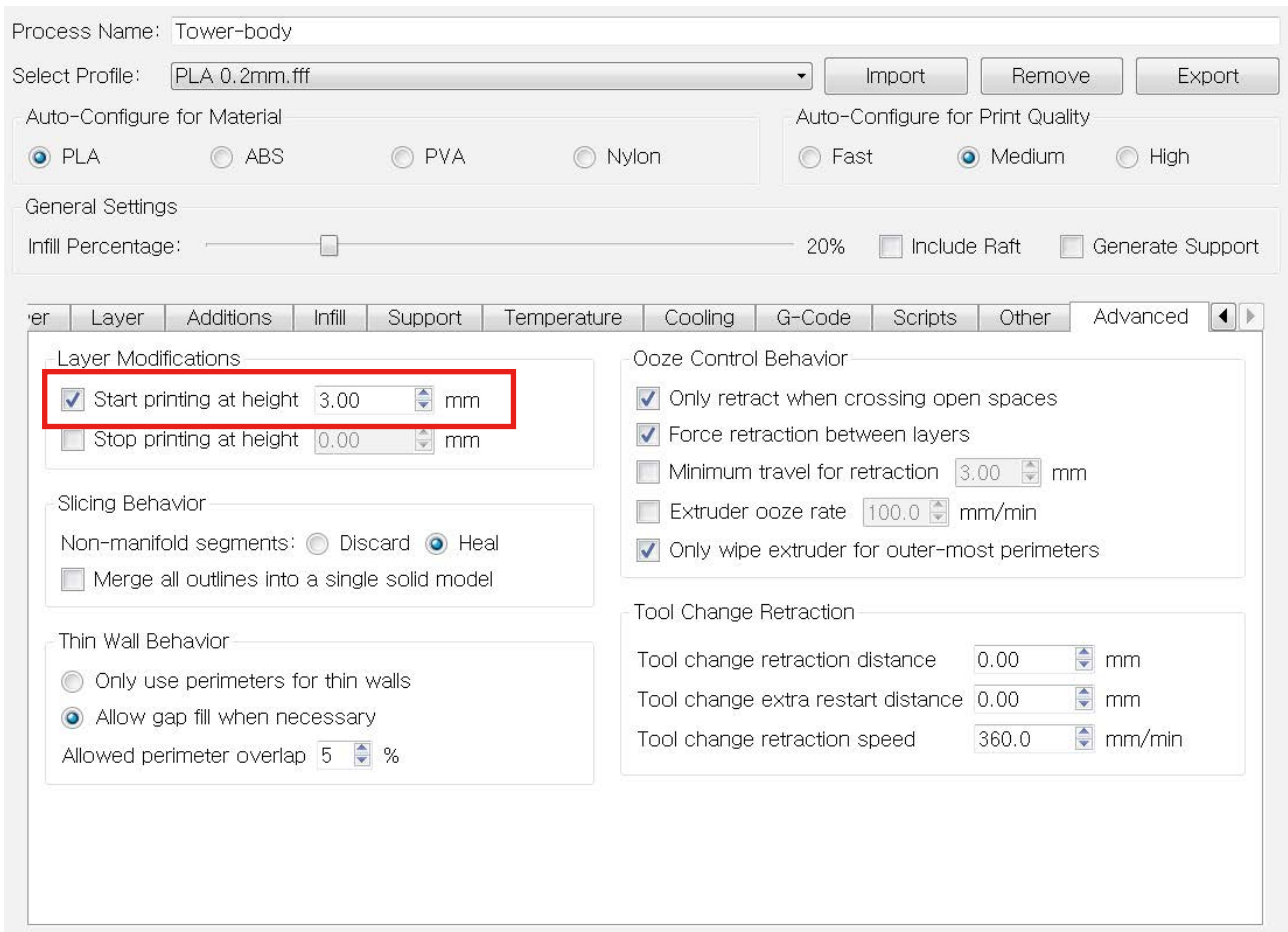 Process Name: Tower-body
Select Profile: PLA 0.2mm.fff Import Remove Export
Auto-Configure for Material
PLA ABS PVA Nylon
Auto-Configure for Print Quality
Fast Medium High
General Settings
Infill Percentage: 20% Include Raft Generate Support
er Layer Additions Infill Support Temperature Cooling G-Code Scripts Other Advanced
Layer Modifications
Start printing at height 3.00 mm
Stop printing at height 0.00 mm
Slicing Behavior
Non-manifold segments: Discard Heal
Merge all outlines into a single solid model
Thin Wall Behavior
Only use perimeters for thin walls
Allow gap fill when necessary
Allowed perimeter overlap 5 %
Ooze Control Behavior
Only retract when crossing open spaces
Force retraction between layers
Minimum travel for retraction 3.00 mm
Extruder ooze rate 100.0 mm/min
Only wipe extruder for outer-most perimeters
Tool Change Retraction
Tool change retraction distance 0.00 mm
Tool change extra restart distance 0.00 mm
Tool change retraction speed 360.0 mm/min